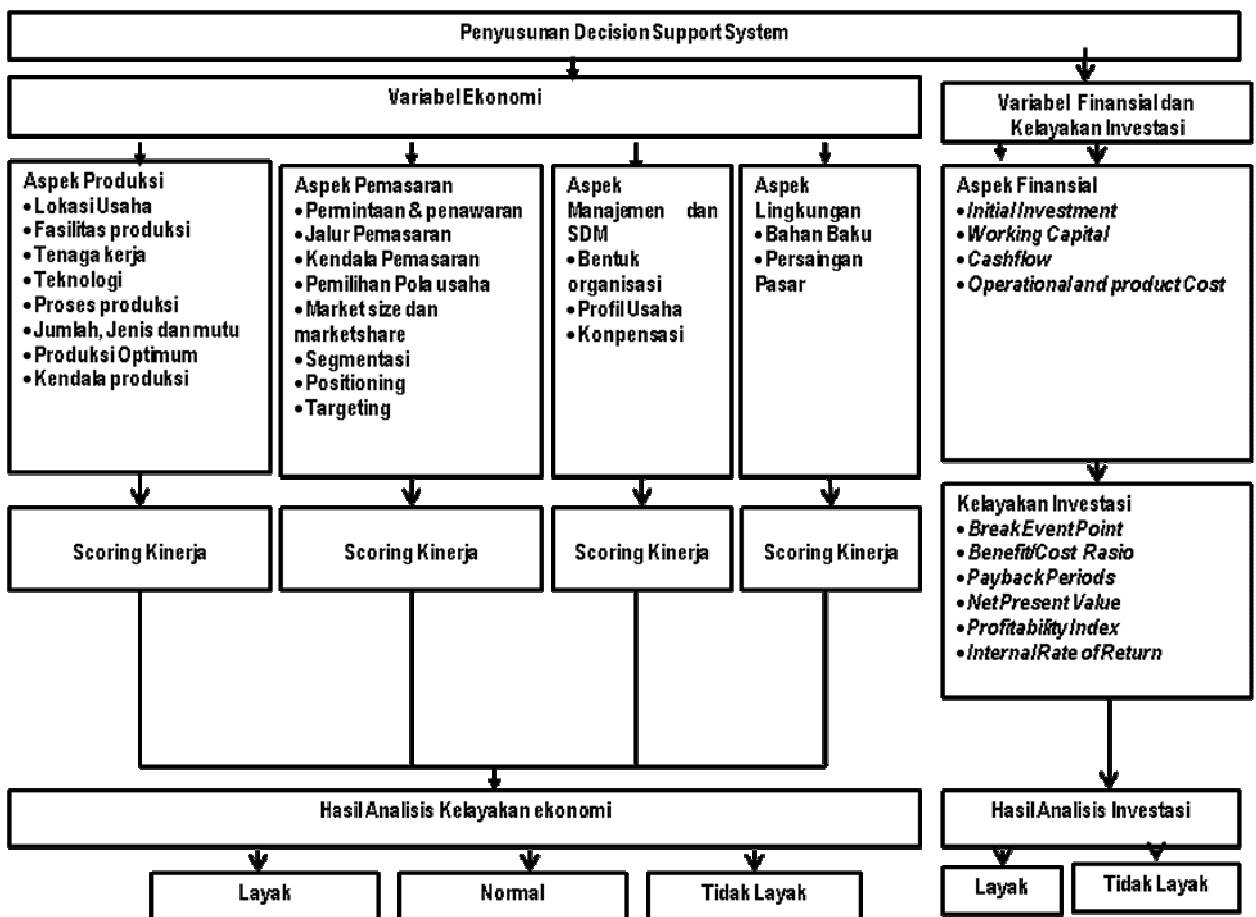 Penyusunan Decision Support System
Variabel Ekonomi
Variabel Finansial dan
Kelayakan Investasi
Aspek Produksi
• Lokasi Usaha
• Fasilitas produksi
• Tenaga kerja
• Teknologi
• Proses produksi
• Jumlah, Jenis dan mutu
• Produksi Optimum
• Kendala produksi
Aspek Pemasaran
• Permintaan & penawaran
• Jalur Pemasaran
• Kendala Pemasaran
• Pemilihan Pola usaha
• Market size dan
marketshare
• Segmentasi
• Positioning
• Targeting
Aspek
Manajemen dan
SDM
• Bentuk
organisasi
• Profil Usaha
• Konpensasi
Aspek
Lingkungan
• Bahan Baku
• Persaingan
Pasar
Aspek Finansial
• Initial Investment
• Working Capital
• Cashflow
• Operational and product Cost
Scoring Kinerja
Scoring Kinerja
Scoring Kinerja
Scoring Kinerja
Kelayakan Investasi
• Break Event Point
• Benefit/Cost Rasio
• Payback Periods
• Net Present Value
• Profitability Index
• Internal Rate of Return
Hasil Analisis Kelayakan ekonomi
Hasil Analisis Investasi
Layak
Normal
Tidak Layak
Layak
Tidak Layak